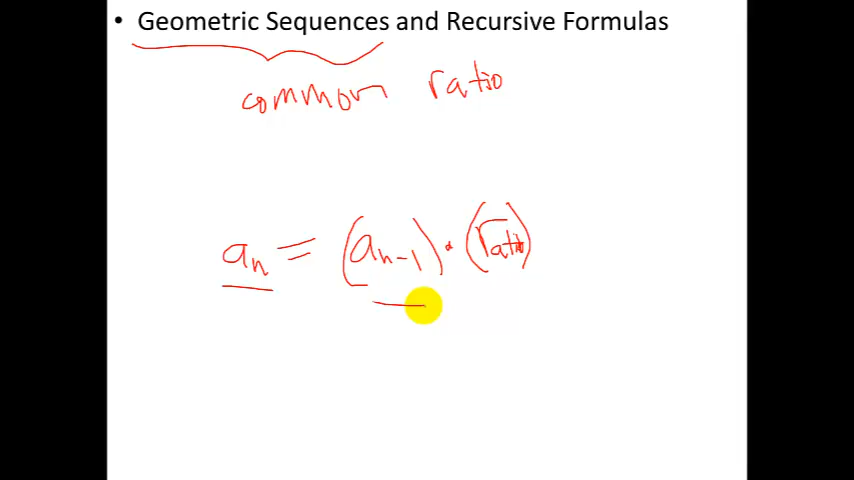 • Geometric Sequences and Recursive Formulas
common ratio
aₙ = (aₙ₋₁) · (ratio)